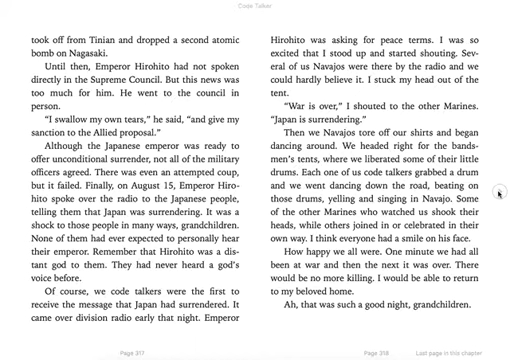 Code Talker
took off from Tinian and dropped a second atomic
bomb on Nagasaki.
Until then, Emperor Hirohito had not spoken
directly in the Supreme Council. But this news was
too much for him. He went to the council in
person.
“I swallow my own tears,” he said, “and give my
sanction to the Allied proposal.”
Although the Japanese emperor was ready to
offer unconditional surrender, not all of the military
officers agreed. There was even an attempted coup,
but it failed. Finally, on August 15, Emperor Hiro-
hito spoke over the radio to the Japanese people,
telling them that Japan was surrendering. It was a
shock to those people in many ways, grandchildren.
None of them had ever expected to personally hear
their emperor. Remember that Hirohito was a dis-
tant god to them. They had never heard a god’s
voice before.
Of course, we code talkers were the first to
receive the message that Japan had surrendered. It
came over division radio early that night. Emperor
Page 317
Hirohito was asking for peace terms. I was so
excited that I stood up and started shouting. Sev-
eral of us Navajos were there by the radio and we
could hardly believe it. I stuck my head out of the
tent.
“War is over,” I shouted to the other Marines.
“Japan is surrendering.”
Then we Navajos tore off our shirts and began
dancing around. We headed right for the bands-
men’s tents, where we liberated some of their little
drums. Each one of us code talkers grabbed a drum
and we went dancing down the road, beating on
those drums, yelling and singing in Navajo. Some
of the other Marines who watched us shook their
heads, while others joined in or celebrated in their
own way. I think everyone had a smile on his face.
How happy we all were. One minute we had all
been at war and then the next it was over. There
would be no more killing. I would be able to return
to my beloved home.
Ah, that was such a good night, grandchildren.
Page 318
Last page in this chapter